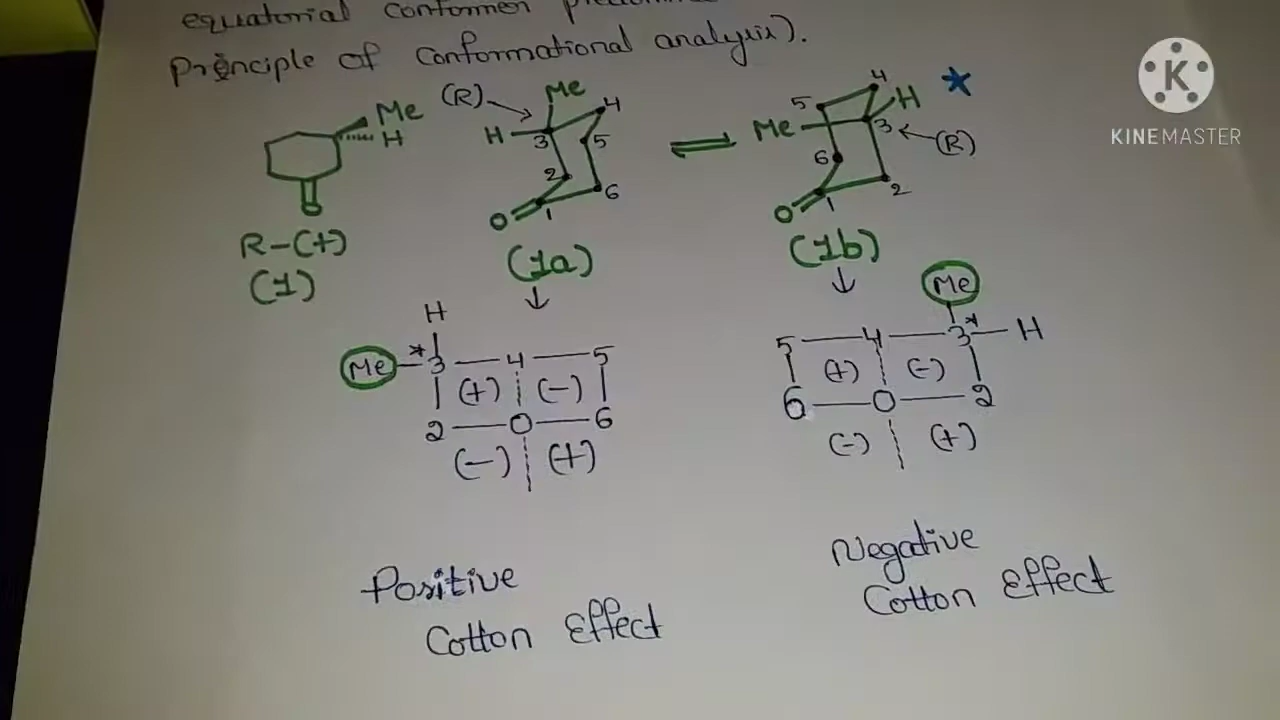 equatorial conformer
Principle of Conformational analysis).
Me H
R-(+)
(1)
(R) Me 4
H 3 5
2 6
O 1
(1a)
5 4 H
Me 3 (R)
6 2
O 1
(1b)
K
KINEMASTER
H
Me * 3 4 5
(+) (-)
2 O 6
(-) (+)
Me
5 4 3 * H
(+) (-)
6 O 2
(-) (+)
Positive
Cotton Effect
Negative
Cotton Effect